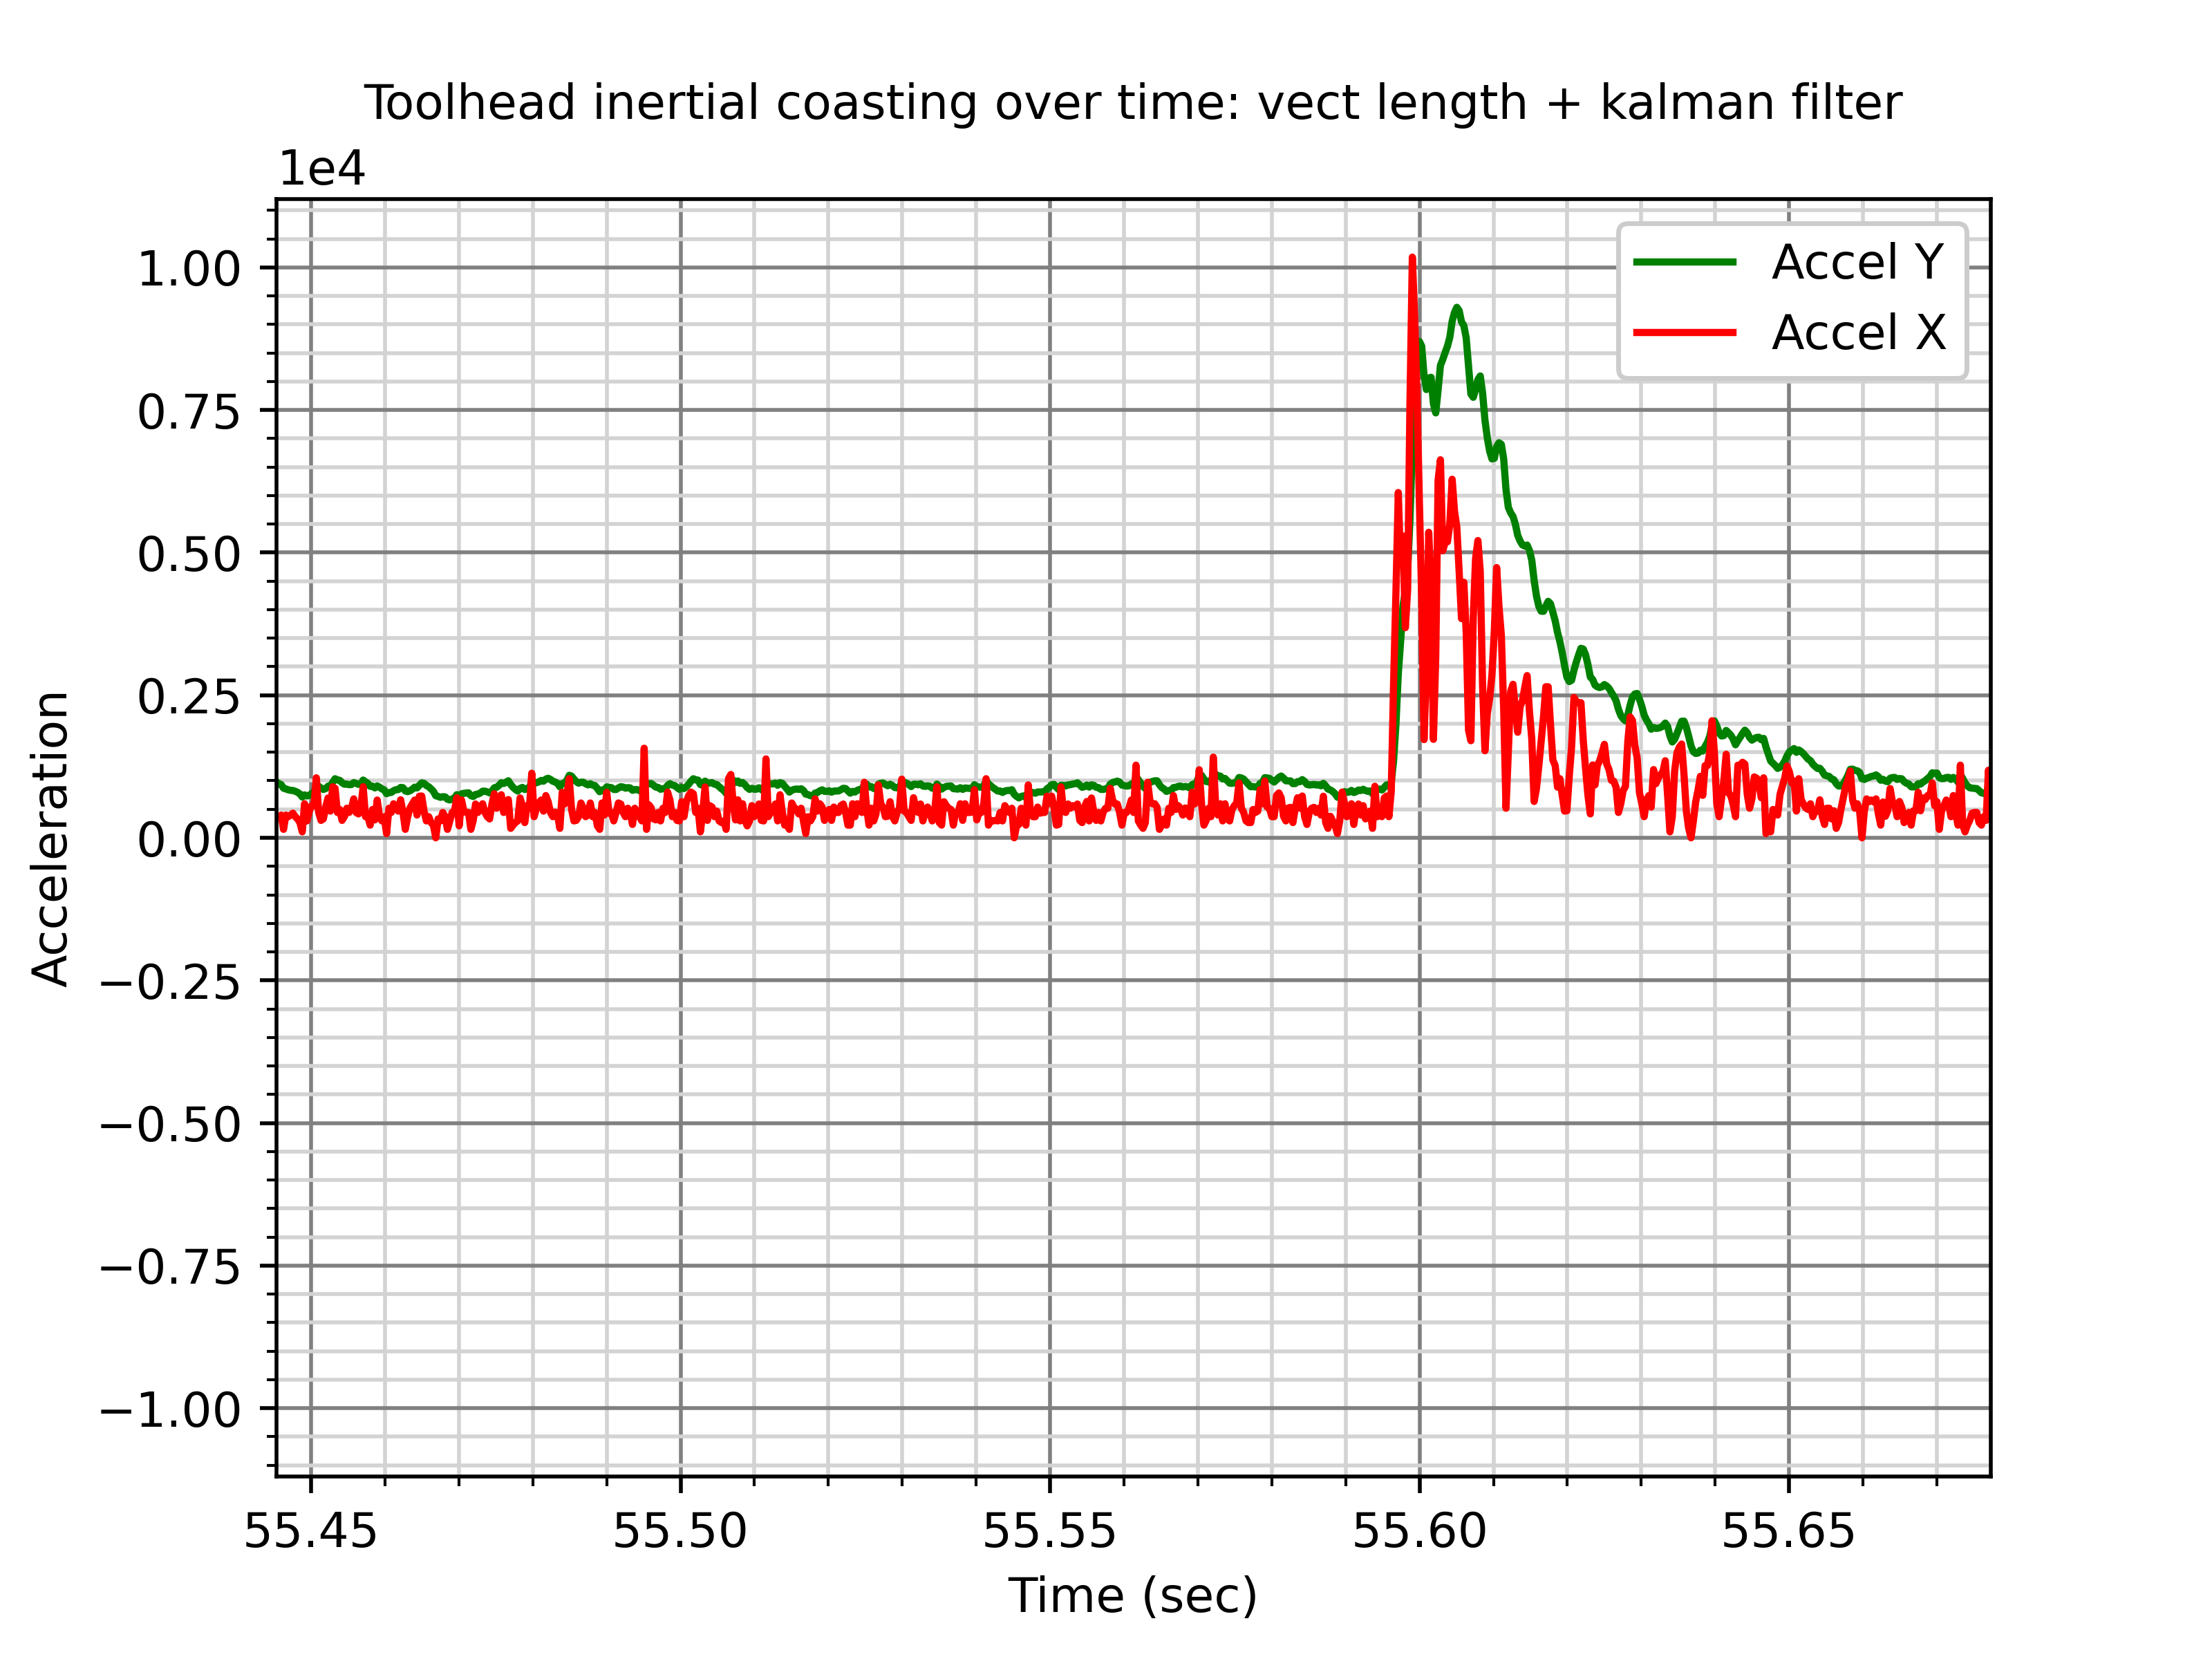 Toolhead inertial coasting over time: vect length + kalman filter
1e4
Accel Y
Accel X
1.00
0.75
0.50
0.25
0.00
−0.25
−0.50
−0.75
−1.00
Acceleration
55.45 55.50 55.55 55.60 55.65
Time (sec)